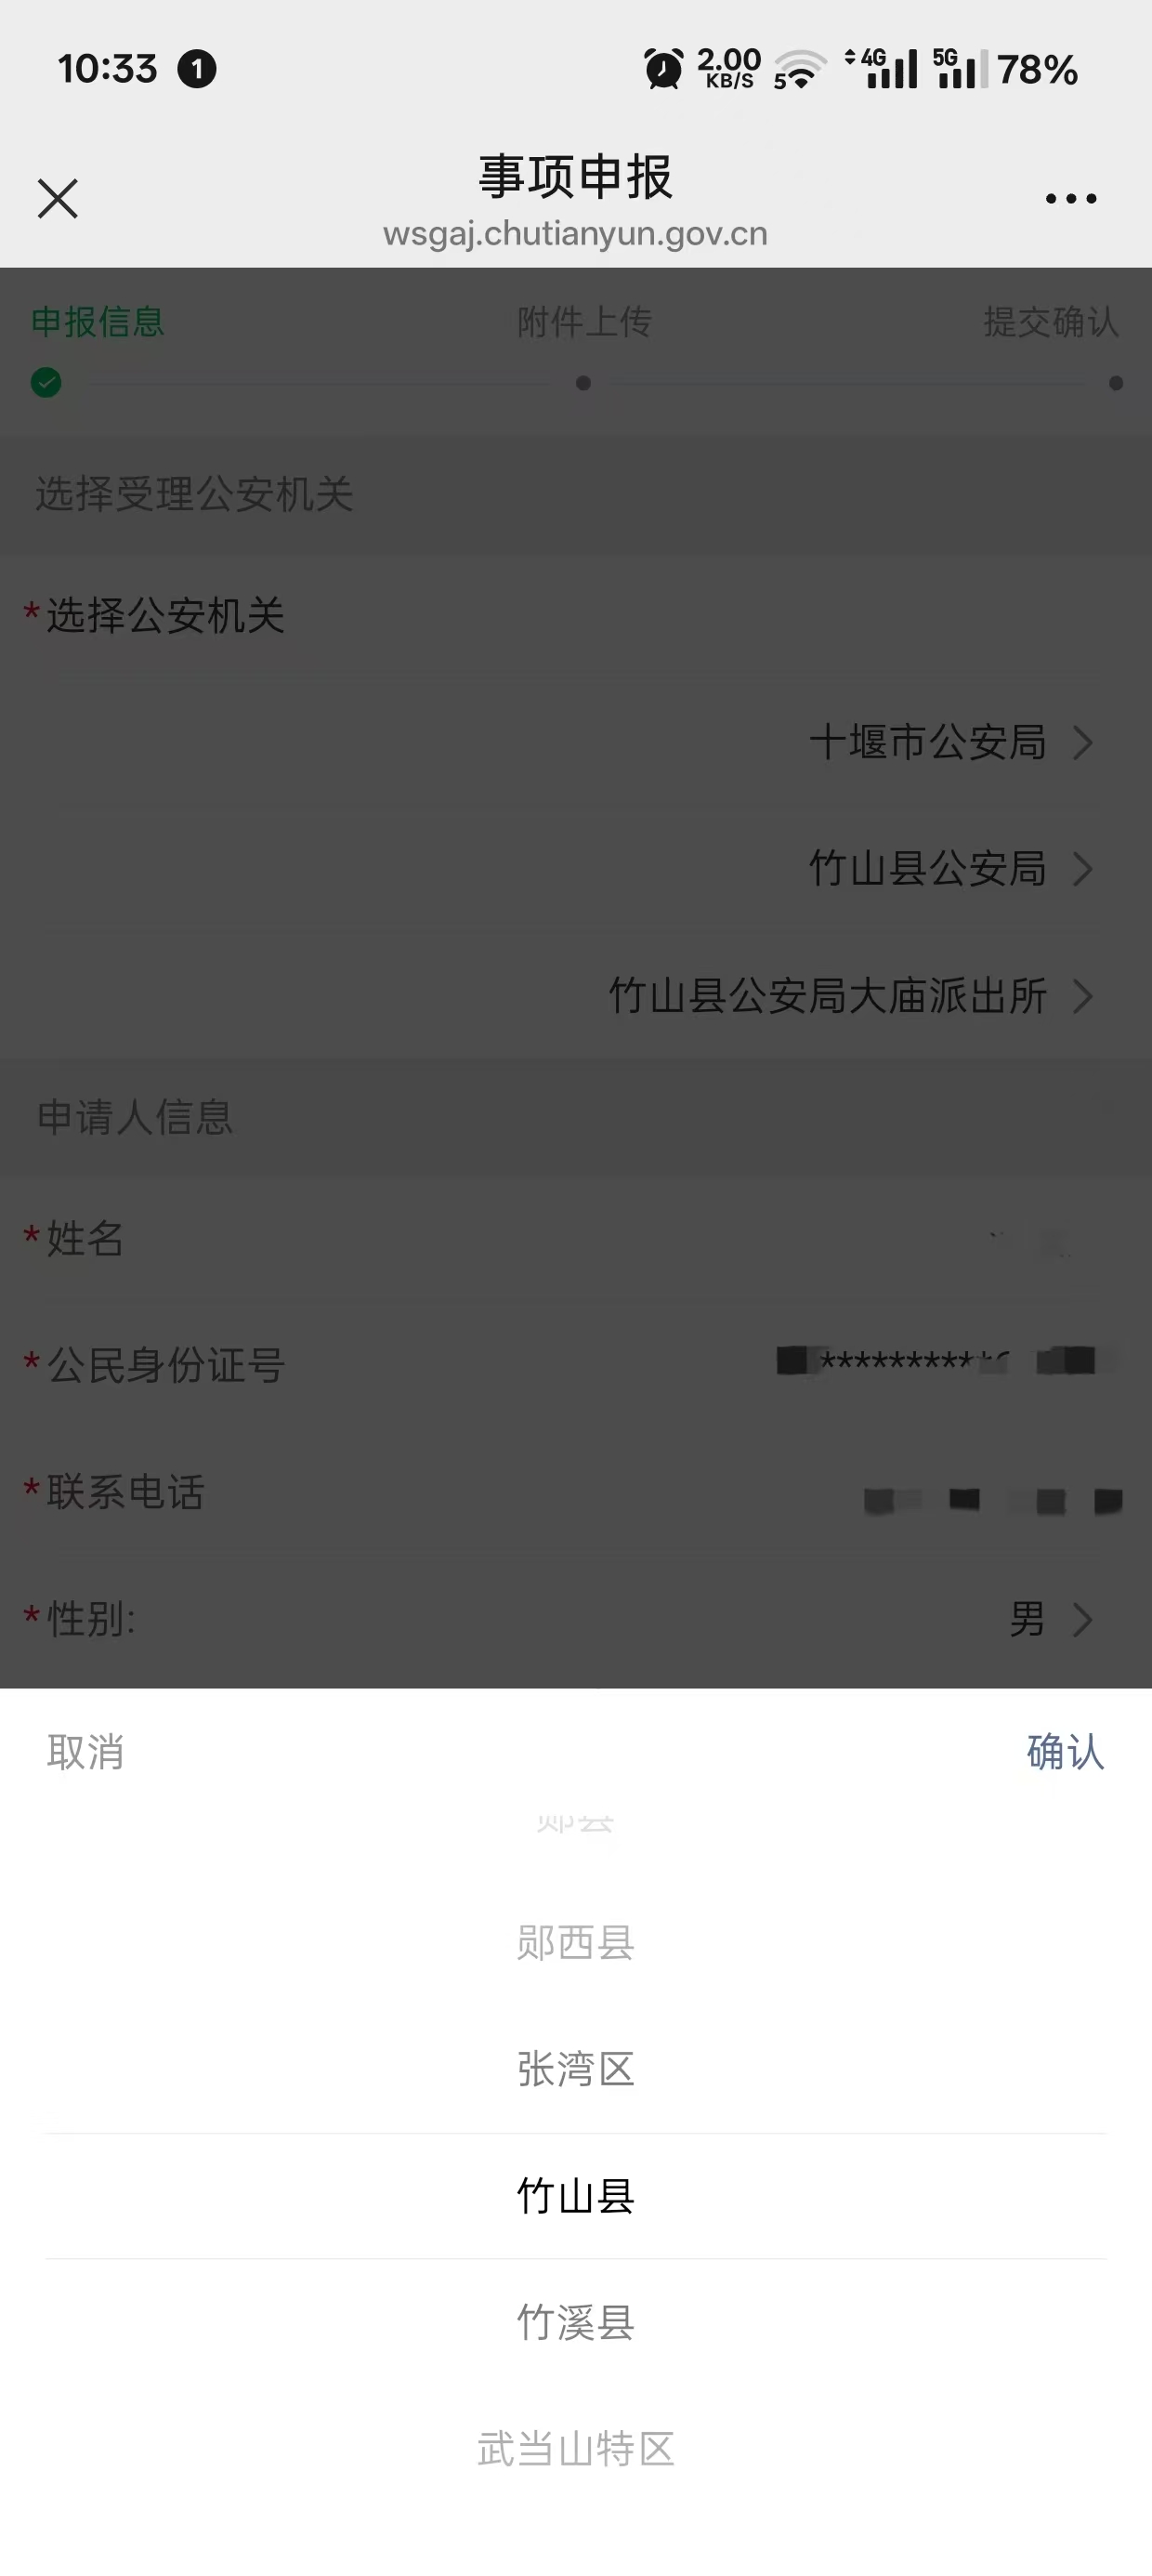 10:33 1 2.00 KB/S 5 4G 5G 78%
事项申报
wsgaj.chutianyun.gov.cn
申报信息 附件上传 提交确认
选择受理公安机关
*选择公安机关
十堰市公安局
竹山县公安局
竹山县公安局大庙派出所
申请人信息
*姓名
*公民身份证号 **********
*联系电话
*性别: 男
取消 确认
郧西县
张湾区
竹山县
竹溪县
武当山特区